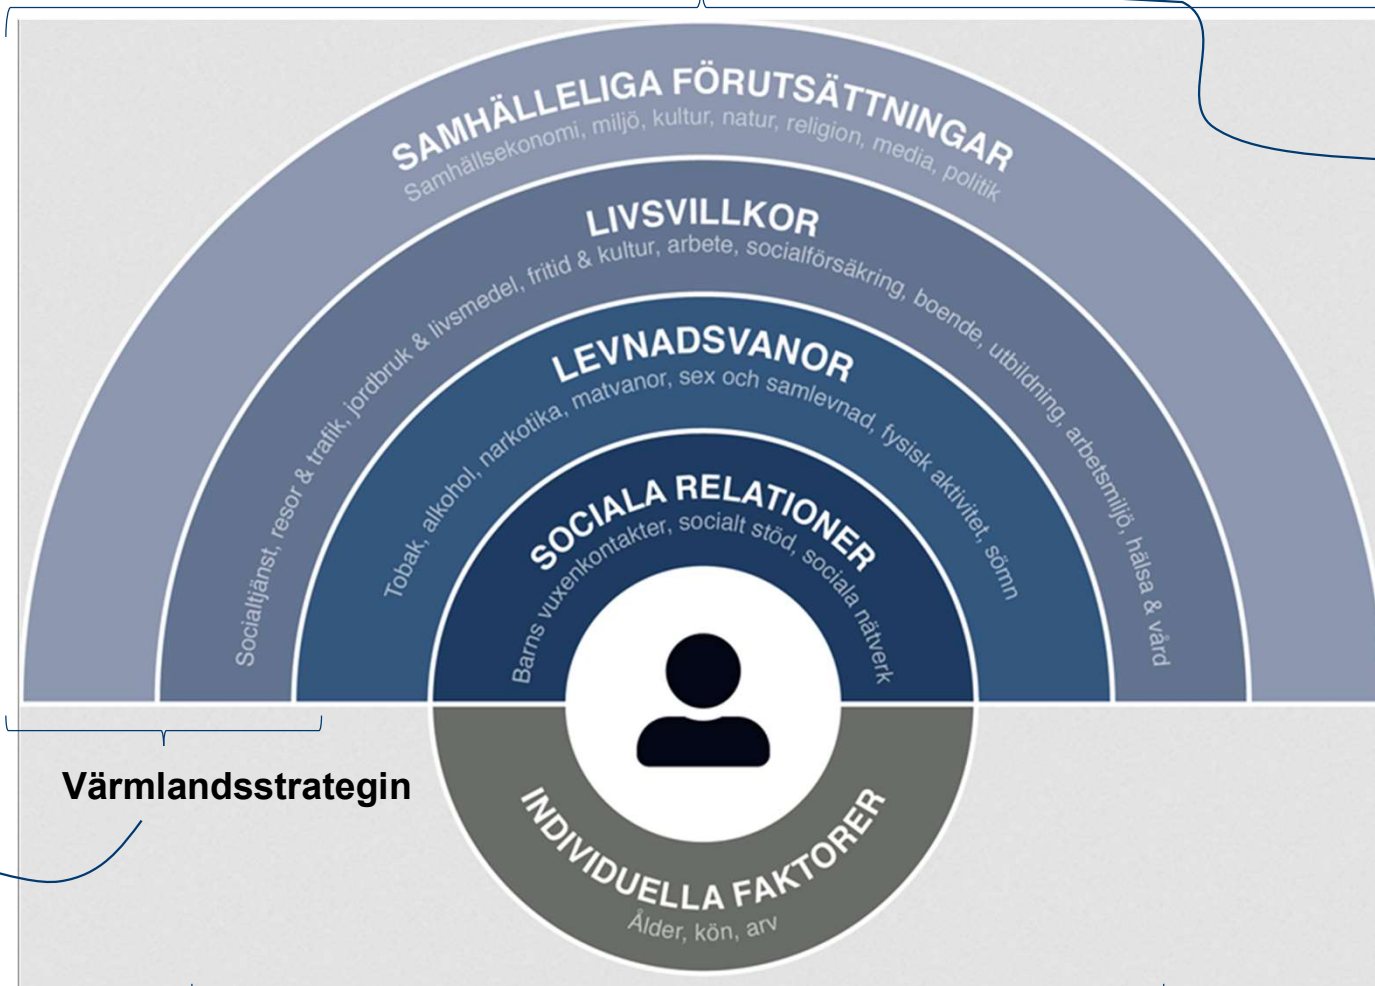 SAMHÄLLELIGA FÖRUTSÄTTNINGAR
Samhällsekonomi, miljö, kultur, natur, religion, media, politik
LIVSVILLKOR
Socialtjänst, resor & trafik, jordbruk & livsmedel, fritid & kultur, arbete, socialförsäkring, boende, utbildning, arbetsmiljö, hälsa & vård
LEVNADSVANOR
Tobak, alkohol, narkotika, matvanor, sex och samlevnad, fysisk aktivitet, sömn
SOCIALA RELATIONER
Barns vuxenkontakter, socialt stöd, sociala nätverk
Värmlandsstrategin
INDIVIDUELLA FAKTORER
Ålder, kön, arv